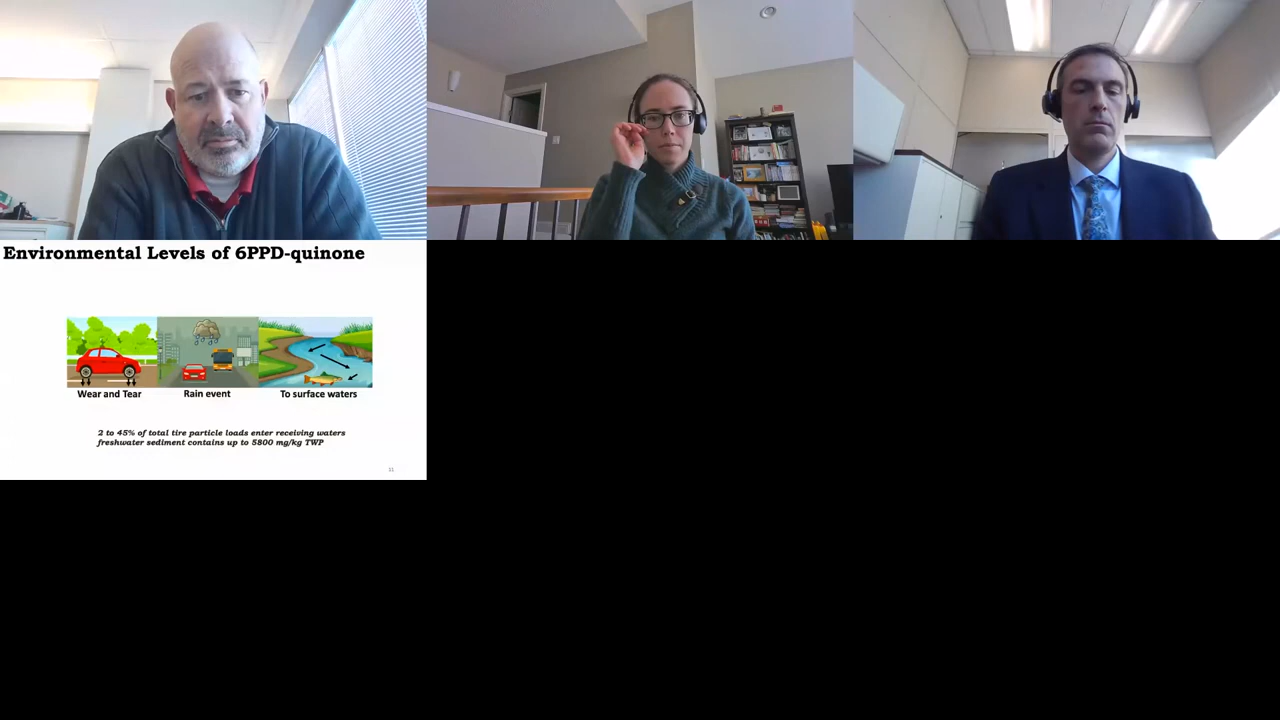 Environmental Levels of 6PPD-quinone
Wear and Tear
Rain event
To surface waters
2 to 45% of total tire particle loads enter receiving waters
freshwater sediment contains up to 5800 mg/kg TWP
11